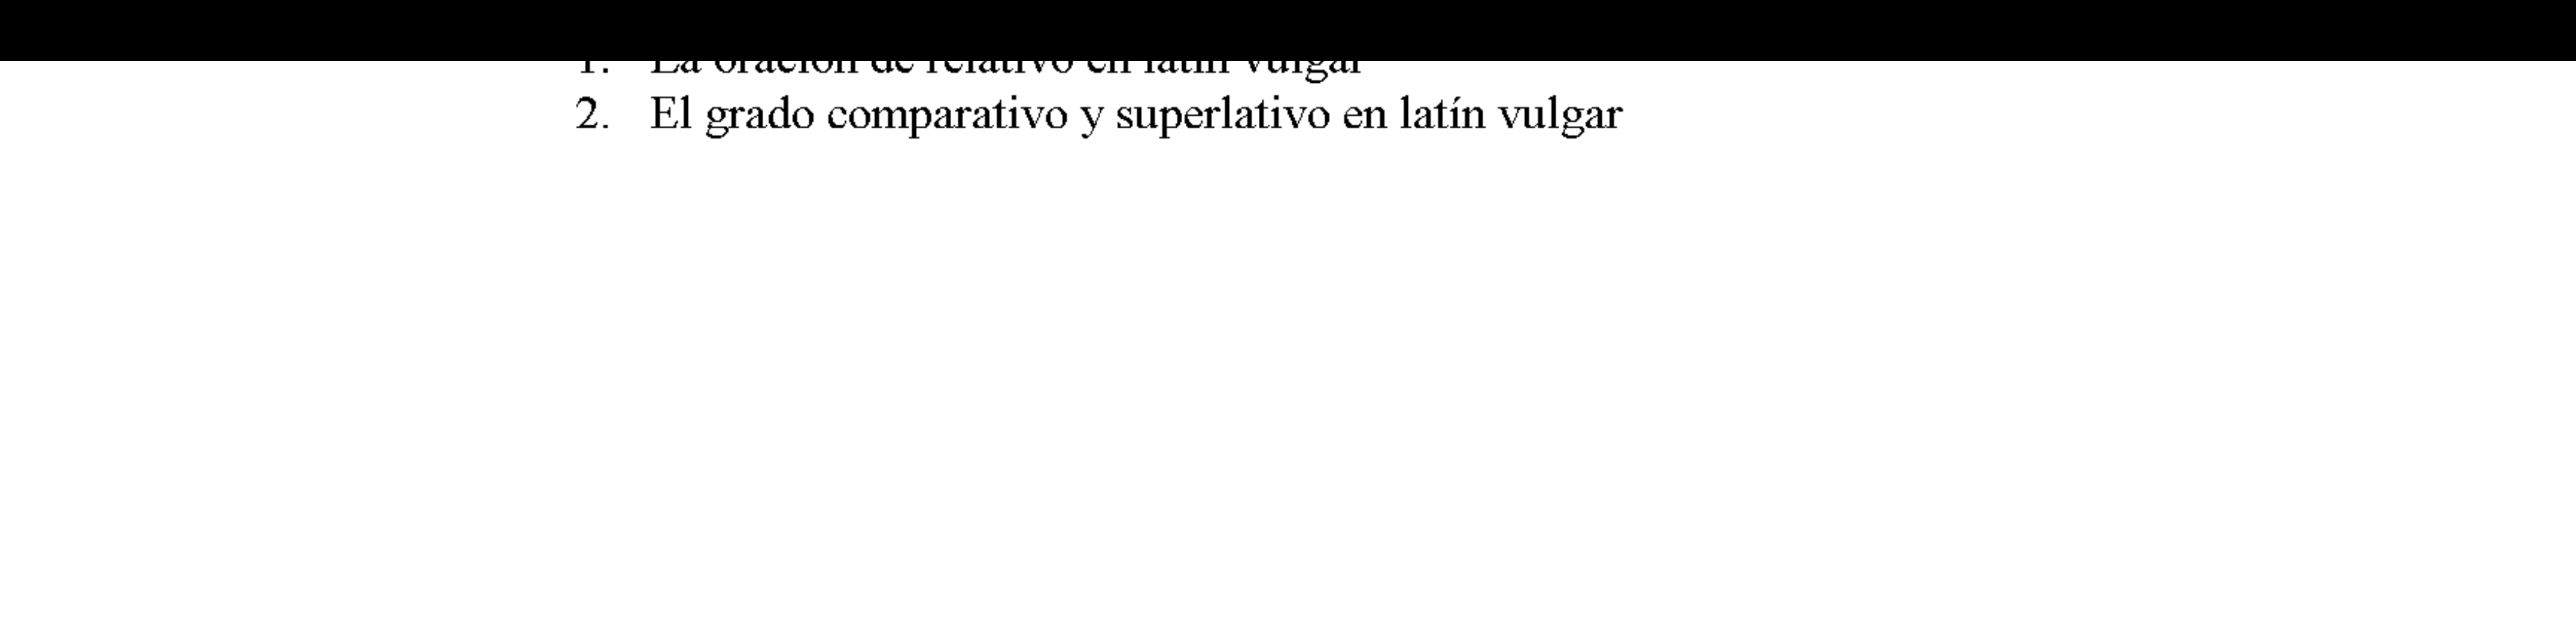 1. La oración de relativo en latín vulgar
2. El grado comparativo y superlativo en latín vulgar